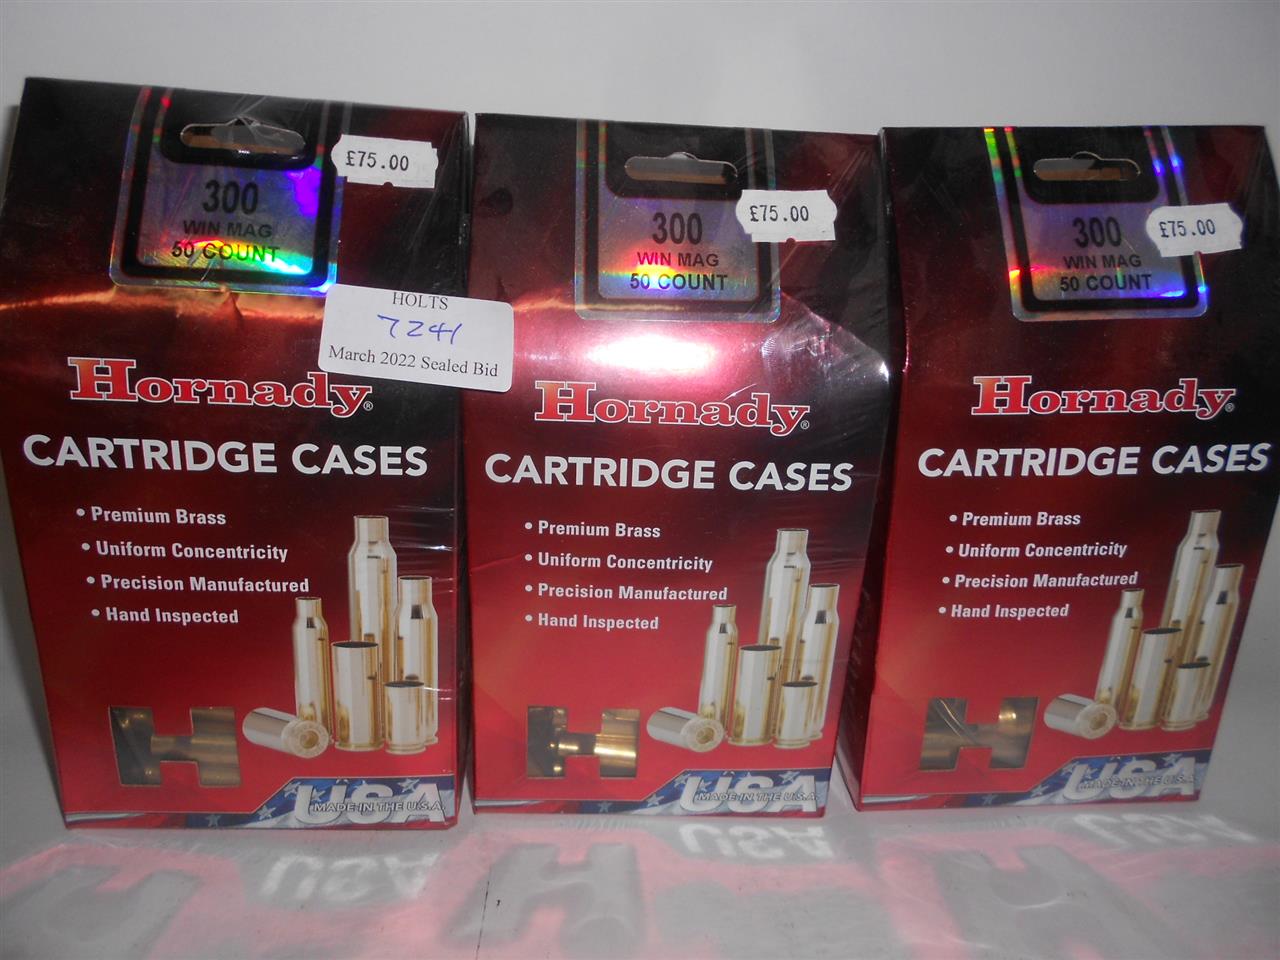 £75.00
300
WIN MAG
50 COUNT
HOLTS
7241
March 2022 Sealed Bid
Hornady®
CARTRIDGE CASES
• Premium Brass
• Uniform Concentricity
• Precision Manufactured
• Hand Inspected
USA
MADE IN THE U.S.A.
£75.00
300
WIN MAG
50 COUNT
Hornady®
CARTRIDGE CASES
• Premium Brass
• Uniform Concentricity
• Precision Manufactured
• Hand Inspected
USA
MADE IN THE U.S.A.
£75.00
300
WIN MAG
50 COUNT
Hornady®
CARTRIDGE CASES
• Premium Brass
• Uniform Concentricity
• Precision Manufactured
• Hand Inspected
USA
MADE IN THE U.S.A.